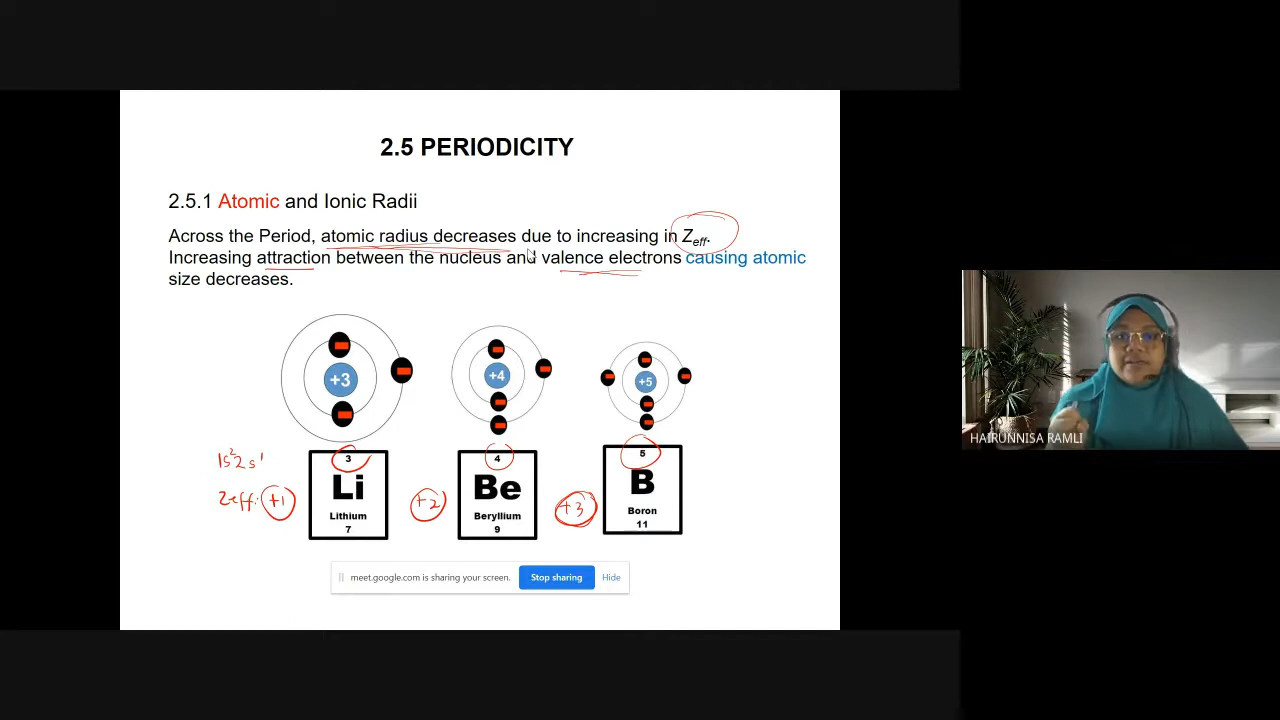 2.5 PERIODICITY
2.5.1 Atomic and Ionic Radii
Across the Period, atomic radius decreases due to increasing in Zeff.
Increasing attraction between the nucleus and valence electrons causing atomic
size decreases.
+3
+4
+5
1s²2s¹
Zeff: +1
+2
+3
3
Li
Lithium
7
4
Be
Beryllium
9
5
B
Boron
11
HAIRUNNISA RAMLI
meet.google.com is sharing your screen.
Stop sharing
Hide